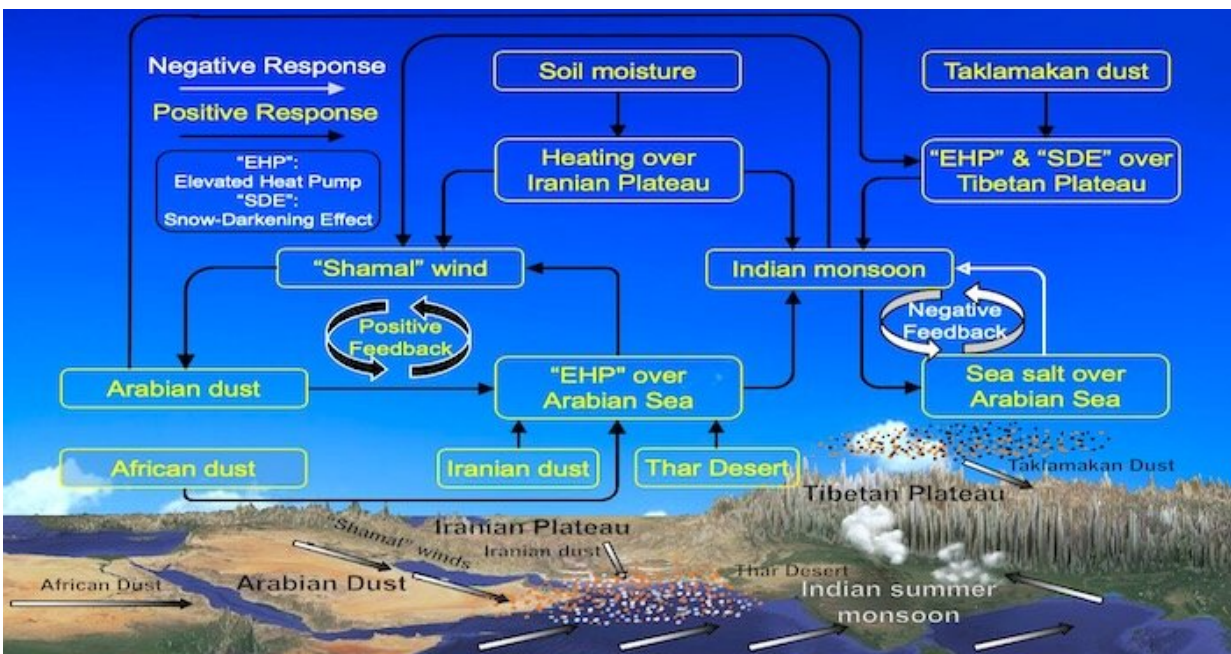 Negative Response
Positive Response
"EHP":
Elevated Heat Pump
"SDE":
Snow-Darkening Effect
Soil moisture
Taklamakan dust
Heating over
Iranian Plateau
"EHP" & "SDE" over
Tibetan Plateau
"Shamal" wind
Indian monsoon
Positive
Feedback
Negative
Feedback
Arabian dust
"EHP" over
Arabian Sea
Sea salt over
Arabian Sea
African dust
Iranian dust
Thar Desert
Taklamakan Dust
Tibetan Plateau
Iranian Plateau
"Shamal" winds
Iranian dust
African Dust
Arabian Dust
Thar Desert
Indian summer
monsoon